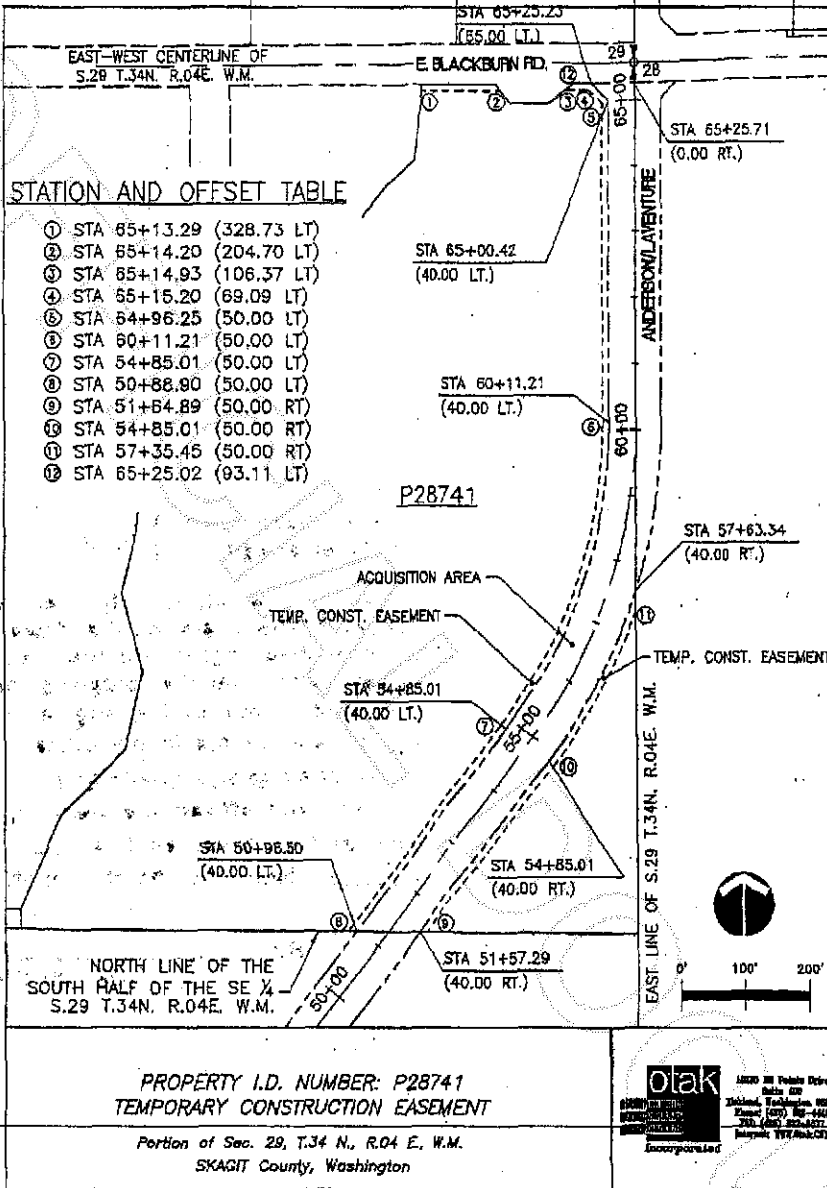 STA 65+25.23
(55.00 LT.)
EAST-WEST CENTERLINE OF
S.29 T.34N. R.04E. W.M.
E. BLACKBURN RD.
29
28
⑫
① ② ③ ④
⑤
65+00
STA 65+25.71
(0.00 RT.)
STATION AND OFFSET TABLE
① STA 65+13.29 (328.73 LT)
② STA 65+14.20 (204.70 LT)
③ STA 65+14.93 (106.37 LT)
④ STA 65+15.20 (69.09 LT)
⑤ STA 64+96.25 (50.00 LT)
⑥ STA 60+11.21 (50.00 LT)
⑦ STA 54+85.01 (50.00 LT)
⑧ STA 50+88.90 (50.00 LT)
⑨ STA 51+64.89 (50.00 RT)
⑩ STA 54+85.01 (50.00 RT)
⑪ STA 57+35.45 (50.00 RT)
⑫ STA 65+25.02 (93.11 LT)
ANDERSON/LAVENTURE
STA 65+00.42
(40.00 LT.)
STA 60+11.21
(40.00 LT.)
⑥
60+00
P28741
STA 57+63.34
(40.00 RT.)
ACQUISITION AREA
TEMP. CONST. EASEMENT
⑪
TEMP. CONST. EASEMENT
STA 54+85.01
(40.00 LT.)
⑦
55+00
⑩
STA 50+96.50
(40.00 LT.)
STA 54+85.01
(40.00 RT.)
EAST LINE OF S.29 T.34N. R.04E. W.M.
⑧
⑨
NORTH LINE OF THE
SOUTH HALF OF THE SE ¼
S.29 T.34N. R.04E. W.M.
50+00
STA 51+57.29
(40.00 RT.)
0' 100' 200'
PROPERTY I.D. NUMBER: P28741
TEMPORARY CONSTRUCTION EASEMENT
Portion of Sec. 29, T.34 N., R.04 E, W.M.
SKAGIT County, Washington
otak
Incorporated